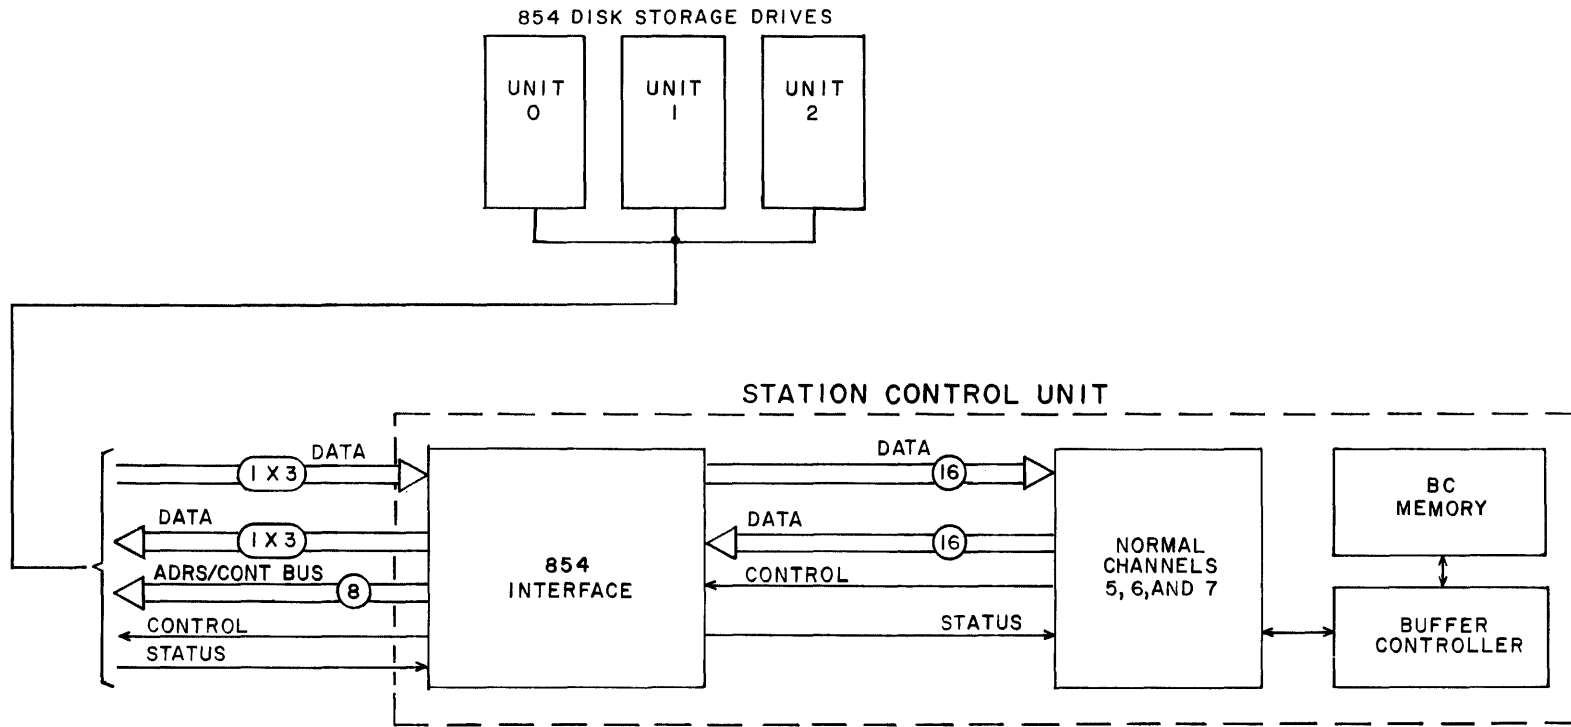 854 DISK STORAGE DRIVES
UNIT
0
UNIT
1
UNIT
2
STATION CONTROL UNIT
DATA
1 X 3
DATA
1 X 3
ADRS/CONT BUS
8
CONTROL
STATUS
854
INTERFACE
DATA
16
DATA
16
CONTROL
STATUS
NORMAL
CHANNELS
5, 6, AND 7
BC
MEMORY
BUFFER
CONTROLLER